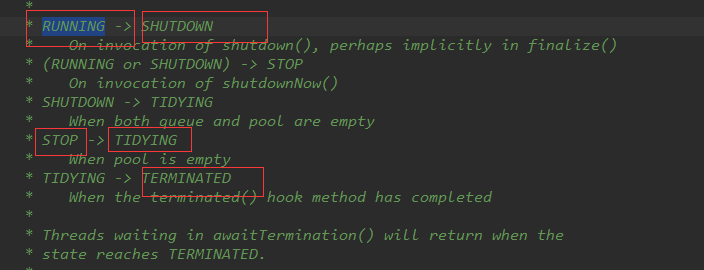 *
* RUNNING -> SHUTDOWN
*    On invocation of shutdown(), perhaps implicitly in finalize()
* (RUNNING or SHUTDOWN) -> STOP
*    On invocation of shutdownNow()
* SHUTDOWN -> TIDYING
*    When both queue and pool are empty
* STOP -> TIDYING
*    When pool is empty
* TIDYING -> TERMINATED
*    When the terminated() hook method has completed
*
* Threads waiting in awaitTermination() will return when the
* state reaches TERMINATED.
*